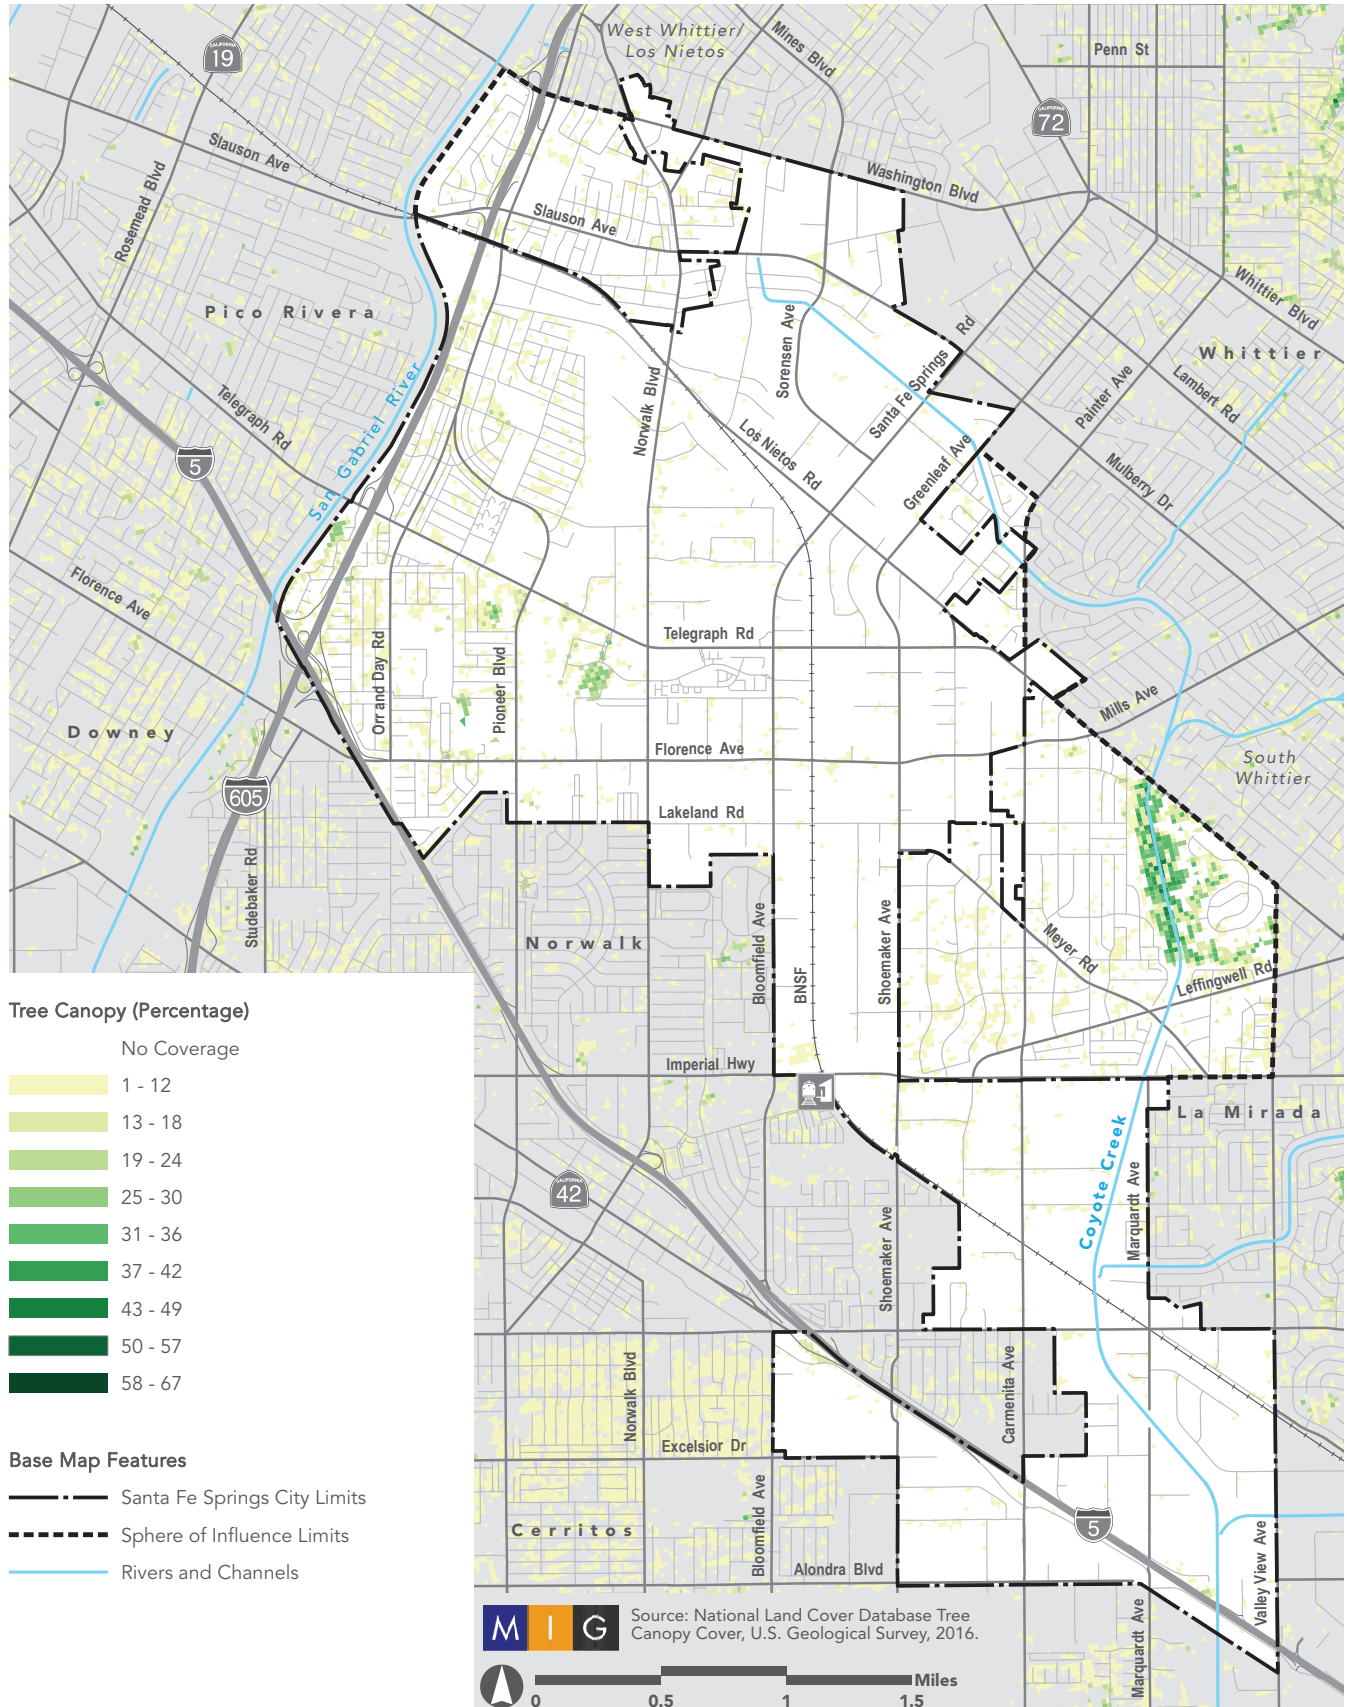 West Whittier/
Los Nietos
Mines Blvd
Penn St
CALIFORNIA
19
CALIFORNIA
72
Slauson Ave
Rosemead Blvd
Washington Blvd
Slauson Ave
Whittier Blvd
Pico Rivera
Whittier
Sorensen Ave
Santa Fe Springs Rd
Painter Ave
Lambert Rd
Telegraph Rd
San Gabriel River
Norwalk Blvd
Los Nietos Rd
Greenleaf Ave
Mulberry Dr
5
Florence Ave
Telegraph Rd
Orr and Day Rd
Pioneer Blvd
Mills Ave
Downey
Florence Ave
South
Whittier
605
Lakeland Rd
Studebaker Rd
Norwalk
Bloomfield Ave
BNSF
Shoemaker Ave
Meyer Rd
Leffingwell Rd
Imperial Hwy
La Mirada
Coyote Creek
Marquardt Ave
CALIFORNIA
42
Shoemaker Ave
Norwalk Blvd
Carmenita Ave
Excelsior Dr
Cerritos
Bloomfield Ave
Alondra Blvd
5
Valley View Ave
Marquardt Ave
Tree Canopy (Percentage)
No Coverage
1 - 12
13 - 18
19 - 24
25 - 30
31 - 36
37 - 42
43 - 49
50 - 57
58 - 67
Base Map Features
Santa Fe Springs City Limits
Sphere of Influence Limits
Rivers and Channels
M I G
Source: National Land Cover Database Tree
Canopy Cover, U.S. Geological Survey, 2016.
Miles
0 0.5 1 1.5